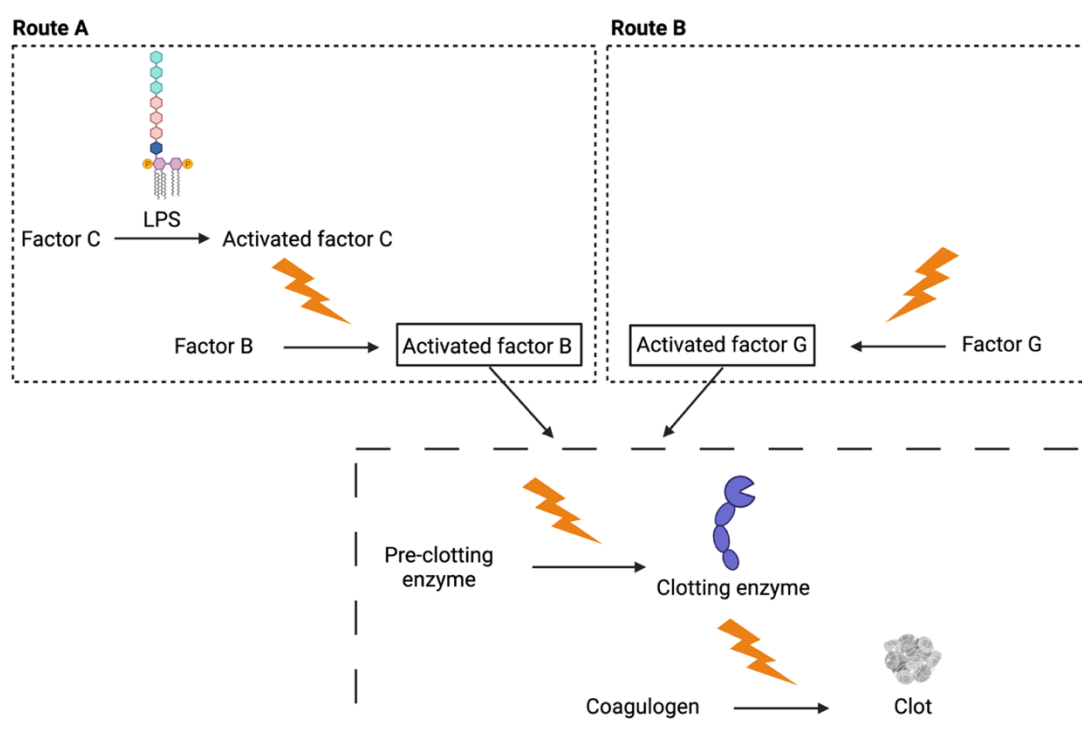 Route A
Route B
P
P
LPS
Factor C
Activated factor C
Factor B
Activated factor B
Activated factor G
Factor G
Pre-clotting
enzyme
Clotting enzyme
Coagulogen
Clot